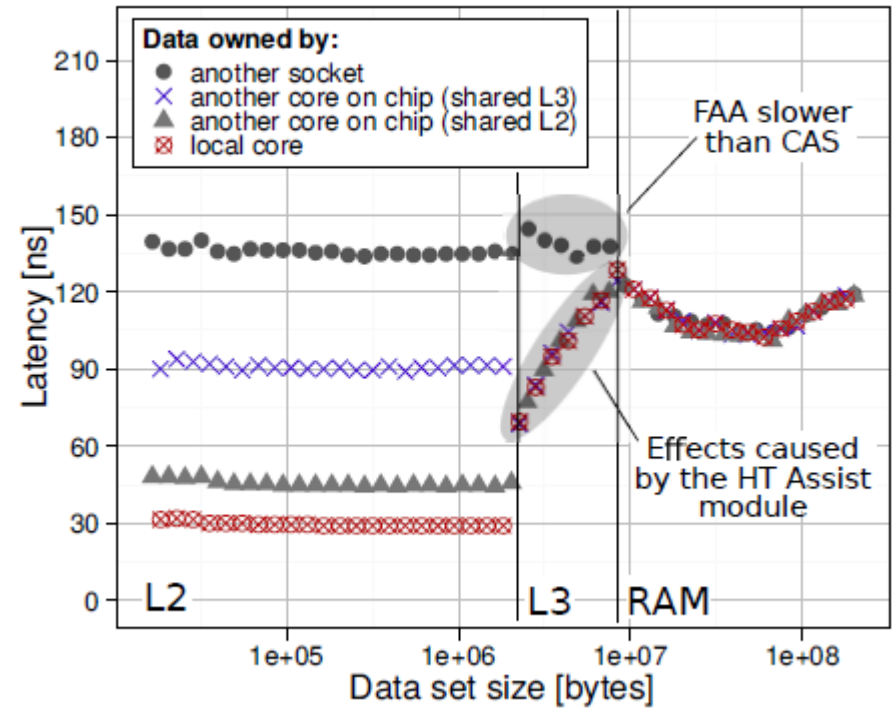 Data owned by:
another socket
another core on chip (shared L3)
another core on chip (shared L2)
local core
FAA slower
than CAS
Effects caused
by the HT Assist
module
L2
L3
RAM
Latency [ns]
210
180
150
120
90
60
30
0
1e+05
1e+06
1e+07
1e+08
Data set size [bytes]